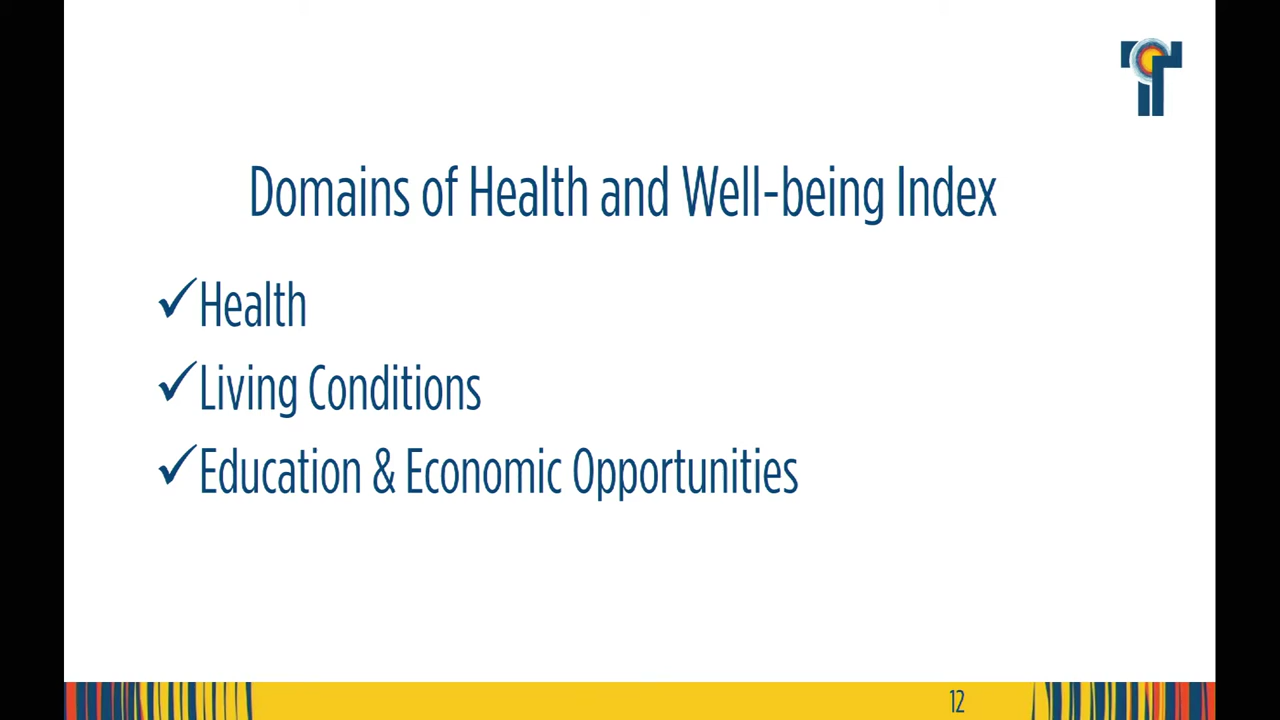 Domains of Health and Well-being Index
✓Health
✓Living Conditions
✓Education & Economic Opportunities
12